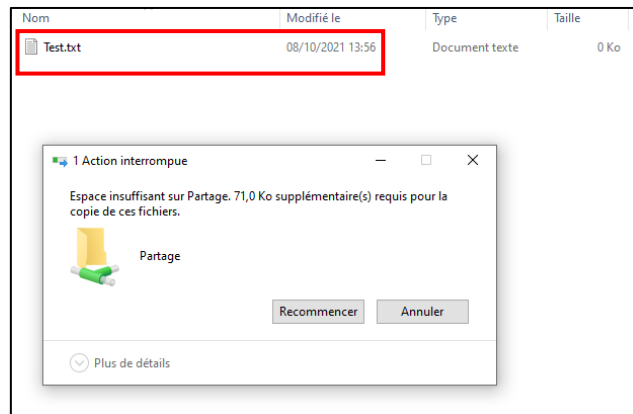 Nom Modifié le Type Taille
Test.txt 08/10/2021 13:56 Document texte 0 Ko
1 Action interrompue
Espace insuffisant sur Partage. 71,0 Ko supplémentaire(s) requis pour la
copie de ces fichiers.
Partage
Recommencer Annuler
Plus de détails